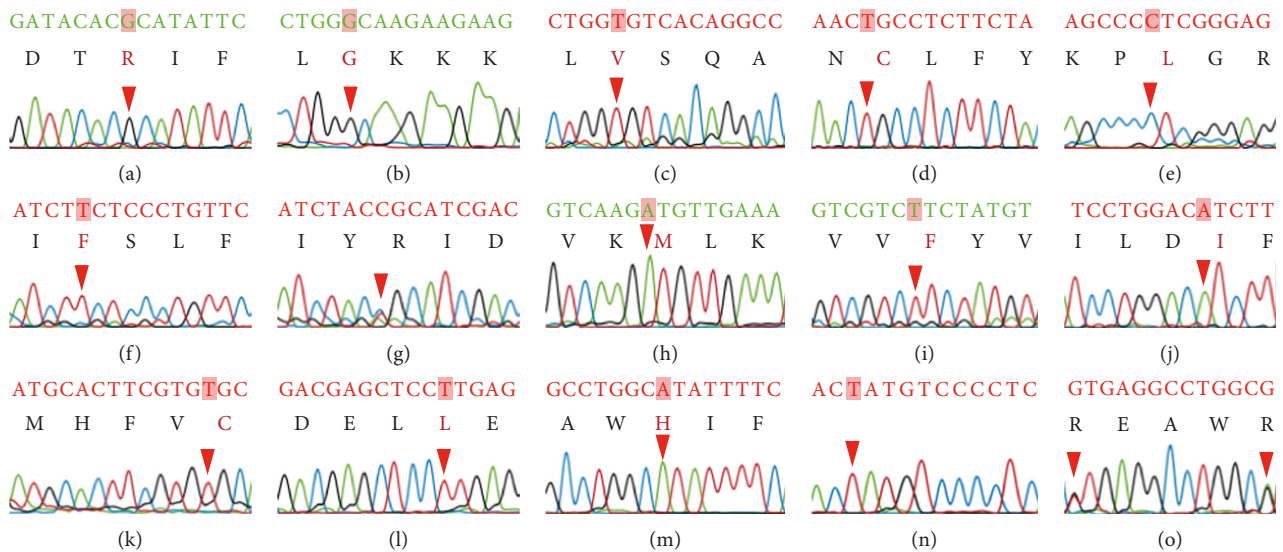 GATACACGCATATTC CTGGGCAAGAAGAAG CTGGTGTCACAGGCC AACTGCCTCTTCTA AGCCCCTCGGGAG
D T R I F L G K K K L V S Q A N C L F Y K P L G R
(a) (b) (c) (d) (e)
ATCTTCTCCCTGTTC ATCTACCGCATCGAC GTCAAGATGTTGAAA GTCGTCTTCTATGT TCCTGGACATCTT
I F S L F I Y R I D V K M L K V V F Y V I L D I F
(f) (g) (h) (i) (j)
ATGCACTTCGTGTGC GACGAGCTCCTTGAG GCCTGGCATATTTTC ACTATGTCCCCTC GTGAGGCCTGGCG
M H F V C D E L L E A W H I F R E A W R
(k) (l) (m) (n) (o)